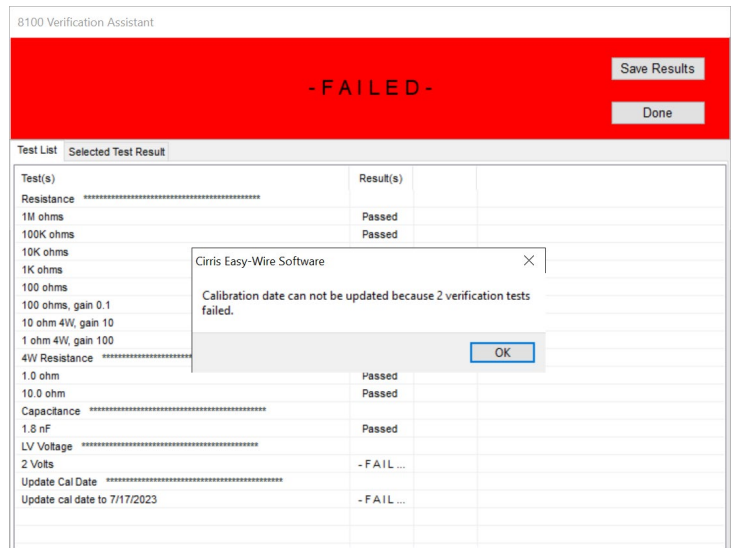 8100 Verification Assistant
- F A I L E D -
Save Results
Done
Test List Selected Test Result
Test(s) Result(s)
Resistance *********************************************
1M ohms Passed
100K ohms Passed
10K ohms
1K ohms
100 ohms
100 ohms, gain 0.1
10 ohm 4W, gain 10
1 ohm 4W, gain 100
4W Resistance ***********************
Cirris Easy-Wire Software
Calibration date can not be updated because 2 verification tests
failed.
OK
1.0 ohm Passed
10.0 ohm Passed
Capacitance *********************************************
1.8 nF Passed
LV Voltage *********************************************
2 Volts - F A I L ...
Update Cal Date *********************************************
Update cal date to 7/17/2023 - F A I L ...